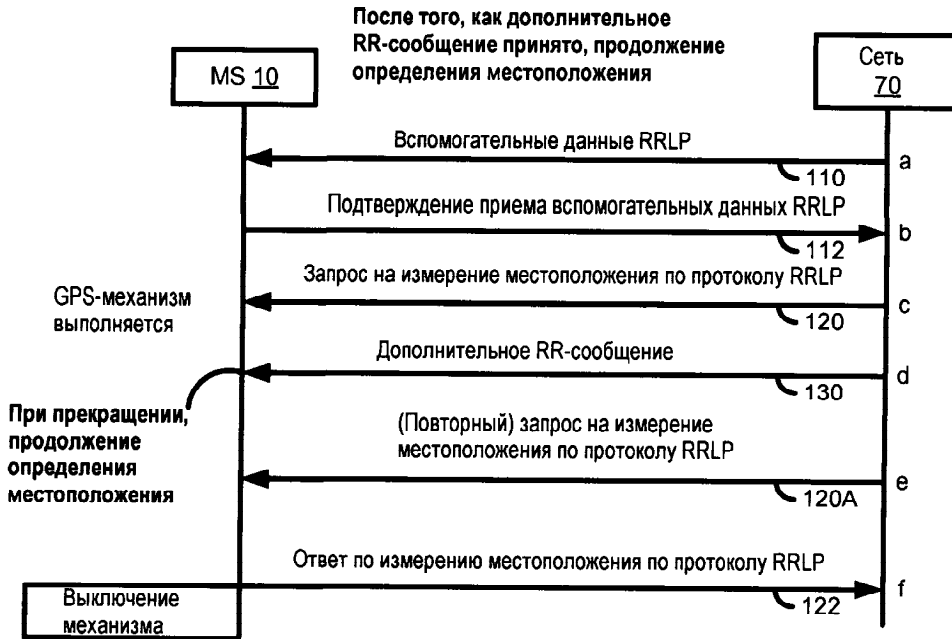 После того, как дополнительное
RR-сообщение принято, продолжение
определения местоположения
MS 10
Сеть
70
Вспомогательные данные RRLP
a
110
Подтверждение приема вспомогательных данных RRLP
b
112
Запрос на измерение местоположения по протоколу RRLP
c
120
GPS-механизм
выполняется
Дополнительное RR-сообщение
d
130
При прекращении,
продолжение
определения
местоположения
(Повторный) запрос на измерение
местоположения по протоколу RRLP
e
120A
Ответ по измерению местоположения по протоколу RRLP
f
122
Выключение
механизма